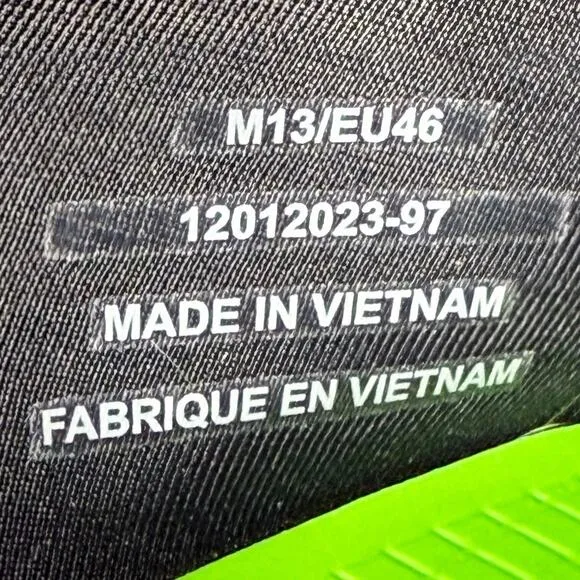 M13/EU46
12012023-97
MADE IN VIETNAM
FABRIQUE EN VIETNAM